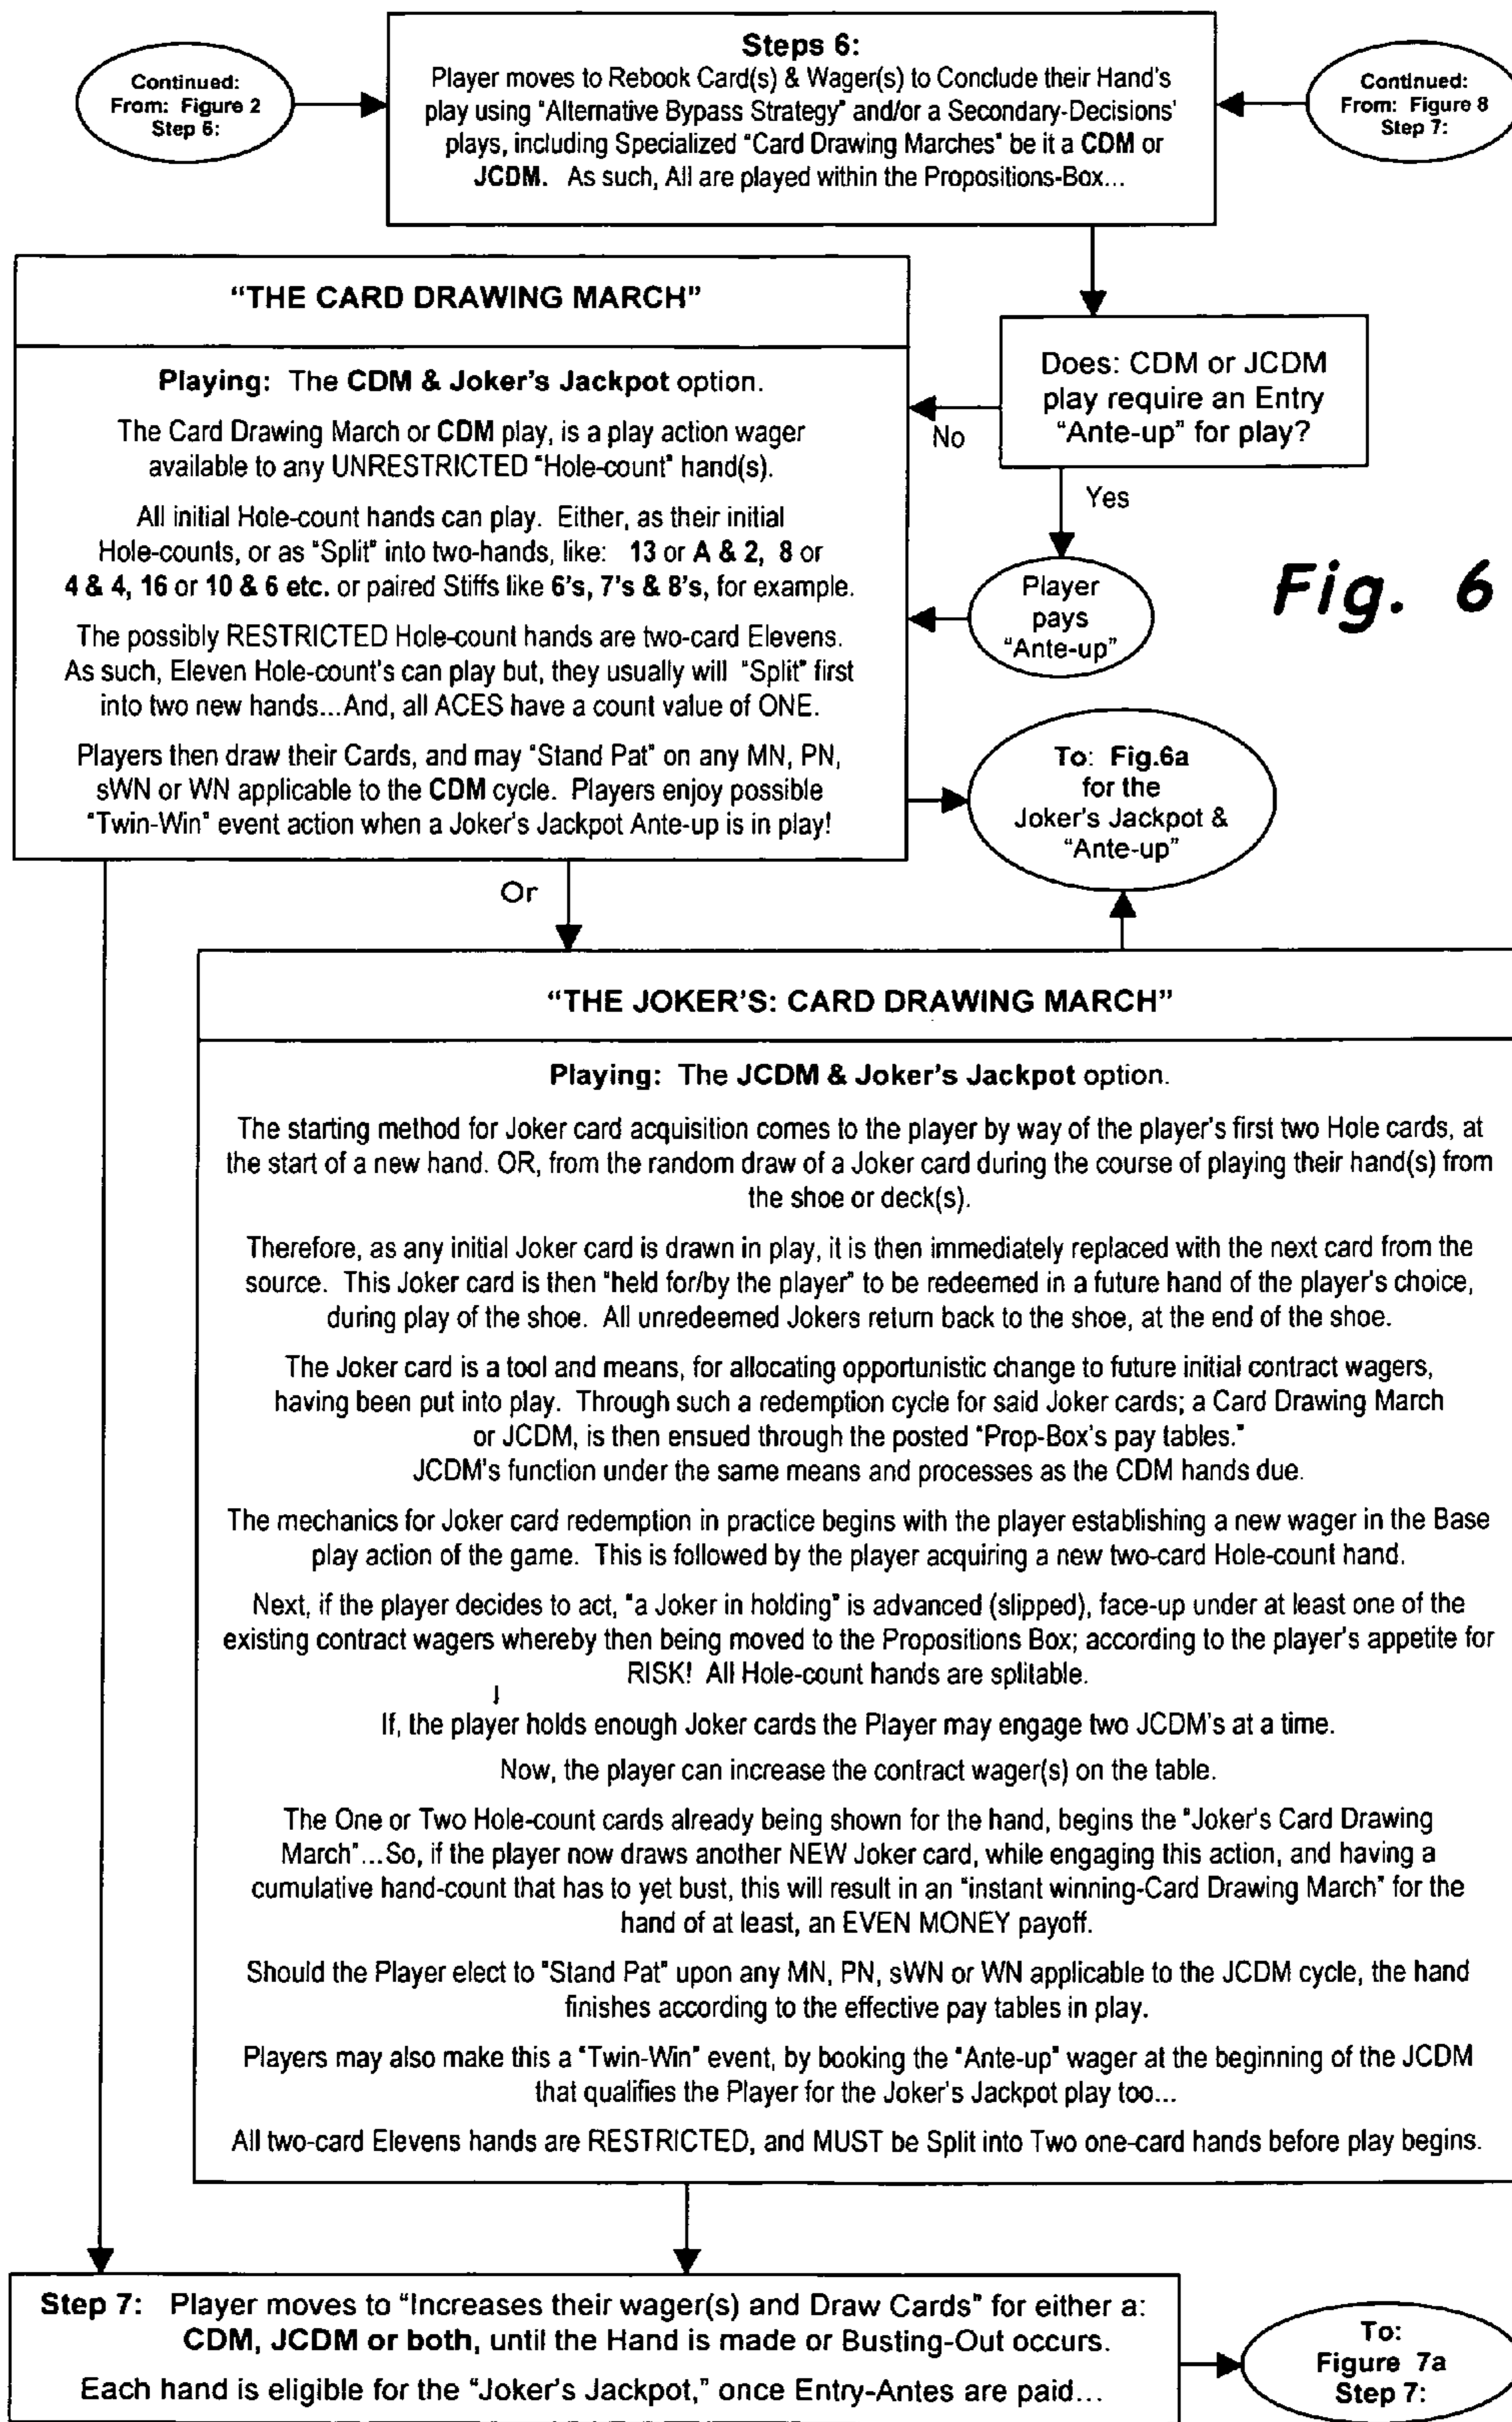 Steps 6:
Player moves to Rebook Card(s) & Wager(s) to Conclude their Hand's
play using "Alternative Bypass Strategy" and/or a Secondary-Decisions'
plays, including Specialized "Card Drawing Marches" be it a CDM or
JCDM. As such, All are played within the Propositions-Box...
Continued:
From: Figure 2
Step 6:
Continued:
From: Figure 8
Step 7:
"THE CARD DRAWING MARCH"
Playing: The CDM & Joker's Jackpot option.
The Card Drawing March or CDM play, is a play action wager
available to any UNRESTRICTED "Hole-count" hand(s).
All initial Hole-count hands can play. Either, as their initial
Hole-counts, or as "Split" into two-hands, like: 13 or A & 2, 8 or
4 & 4, 16 or 10 & 6 etc. or paired Stiffs like 6's, 7's & 8's, for example.
The possibly RESTRICTED Hole-count hands are two-card Elevens.
As such, Eleven Hole-count's can play but, they usually will "Split" first
into two new hands...And, all ACES have a count value of ONE.
Players then draw their Cards, and may "Stand Pat" on any MN, PN,
sWN or WN applicable to the CDM cycle. Players enjoy possible
"Twin-Win" event action when a Joker's Jackpot Ante-up is in play!
Does: CDM or JCDM
play require an Entry
"Ante-up" for play?
No
Yes
Player
pays
"Ante-up"
Fig. 6
To: Fig.6a
for the
Joker's Jackpot &
"Ante-up"
Or
"THE JOKER'S: CARD DRAWING MARCH"
Playing: The JCDM & Joker's Jackpot option.
The starting method for Joker card acquisition comes to the player by way of the player's first two Hole cards, at
the start of a new hand. OR, from the random draw of a Joker card during the course of playing their hand(s) from
the shoe or deck(s).
Therefore, as any initial Joker card is drawn in play, it is then immediately replaced with the next card from the
source. This Joker card is then "held for/by the player" to be redeemed in a future hand of the player's choice,
during play of the shoe. All unredeemed Jokers return back to the shoe, at the end of the shoe.
The Joker card is a tool and means, for allocating opportunistic change to future initial contract wagers,
having been put into play. Through such a redemption cycle for said Joker cards; a Card Drawing March
or JCDM, is then ensued through the posted "Prop-Box's pay tables."
JCDM's function under the same means and processes as the CDM hands due.
The mechanics for Joker card redemption in practice begins with the player establishing a new wager in the Base
play action of the game. This is followed by the player acquiring a new two-card Hole-count hand.
Next, if the player decides to act, "a Joker in holding" is advanced (slipped), face-up under at least one of the
existing contract wagers whereby then being moved to the Propositions Box; according to the player's appetite for
RISK! All Hole-count hands are splitable.
If, the player holds enough Joker cards the Player may engage two JCDM's at a time.
Now, the player can increase the contract wager(s) on the table.
The One or Two Hole-count cards already being shown for the hand, begins the "Joker's Card Drawing
March"...So, if the player now draws another NEW Joker card, while engaging this action, and having a
cumulative hand-count that has to yet bust, this will result in an "instant winning-Card Drawing March" for the
hand of at least, an EVEN MONEY payoff.
Should the Player elect to "Stand Pat" upon any MN, PN, sWN or WN applicable to the JCDM cycle, the hand
finishes according to the effective pay tables in play.
Players may also make this a "Twin-Win" event, by booking the "Ante-up" wager at the beginning of the JCDM
that qualifies the Player for the Joker's Jackpot play too...
All two-card Elevens hands are RESTRICTED, and MUST be Split into Two one-card hands before play begins.
Step 7: Player moves to "Increases their wager(s) and Draw Cards" for either a:
CDM, JCDM or both, until the Hand is made or Busting-Out occurs.
Each hand is eligible for the "Joker's Jackpot," once Entry-Antes are paid...
To:
Figure 7a
Step 7: